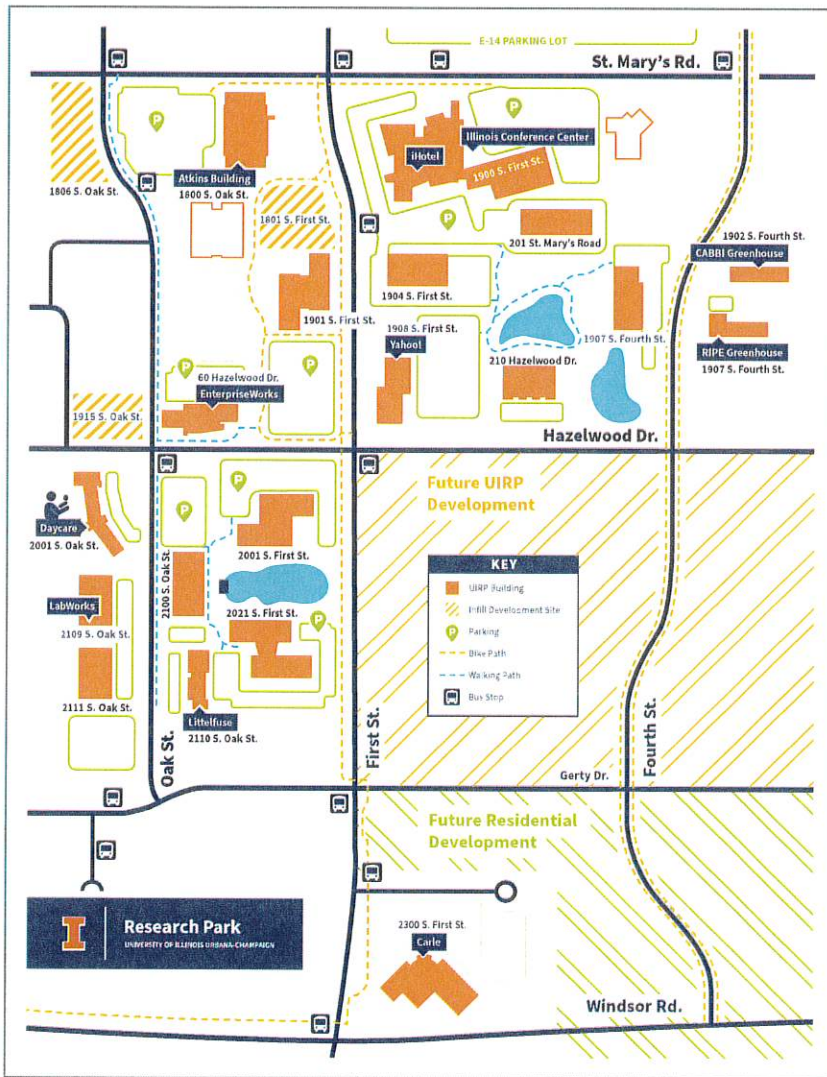 E-14 PARKING LOT
St. Mary's Rd.
P
Illinois Conference Center
iHotel
1900 S. First St.
Atkins Building
1800 S. Oak St.
1806 S. Oak St.
1801 S. First St.
P
201 St. Mary's Road
1902 S. Fourth St.
CABBI Greenhouse
1904 S. First St.
1901 S. First St.
1908 S. First St.
Yahoo!
1907 S. Fourth St.
210 Hazelwood Dr.
RIPE Greenhouse
1907 S. Fourth St.
P
P
60 Hazelwood Dr.
EnterpriseWorks
1915 S. Oak St.
Hazelwood Dr.
Future UIRP
Development
P
P
Daycare
2001 S. Oak St.
2001 S. First St.
2100 S. Oak St.
KEY
UIRP Building
Infill Development Site
P
Parking
Bike Path
Walking Path
Bus Stop
LabWorks
2109 S. Oak St.
2021 S. First St.
P
2111 S. Oak St.
Littelfuse
2110 S. Oak St.
Oak St.
First St.
Fourth St.
Gerty Dr.
Future Residential
Development
I
Research Park
UNIVERSITY OF ILLINOIS URBANA-CHAMPAIGN
2300 S. First St.
Carle
Windsor Rd.